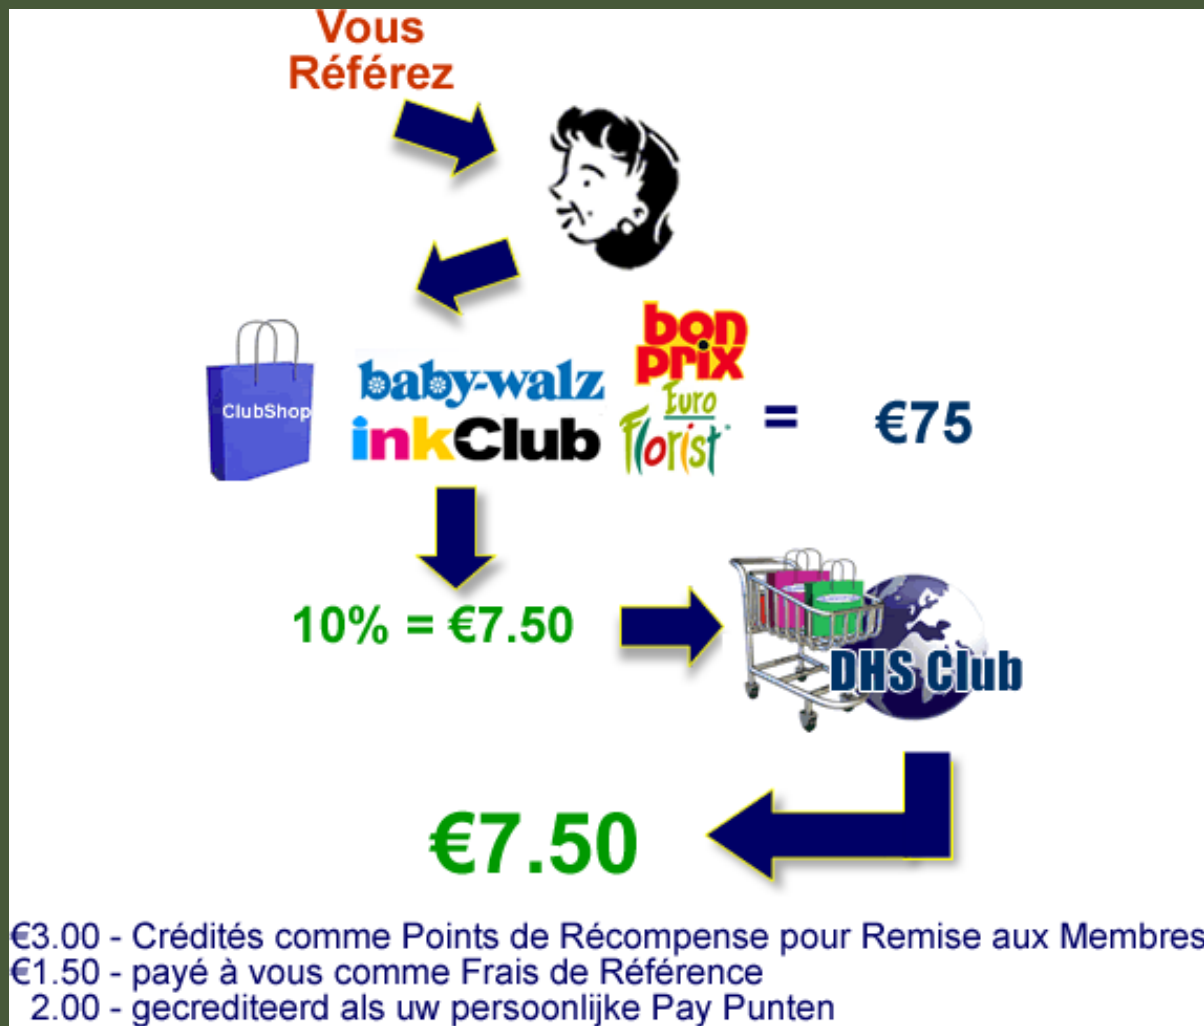 Vous
Référez
ClubShop
baby-walz
inkClub
bon
prix
Euro
Florist
= €75
10% = €7.50
DHS Club
€7.50
€3.00 - Crédités comme Points de Récompense pour Remise aux Membres
€1.50 - payé à vous comme Frais de Référence
2.00 - gecrediteerd als uw persoonlijke Pay Punten